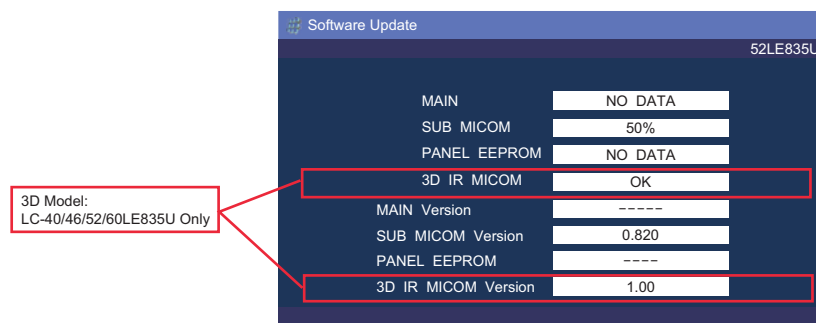 Software Update
52LE835U
MAIN NO DATA
SUB MICOM 50%
PANEL EEPROM NO DATA
3D IR MICOM OK
3D Model:
LC-40/46/52/60LE835U Only
MAIN Version -----
SUB MICOM Version 0.820
PANEL EEPROM ----
3D IR MICOM Version 1.00